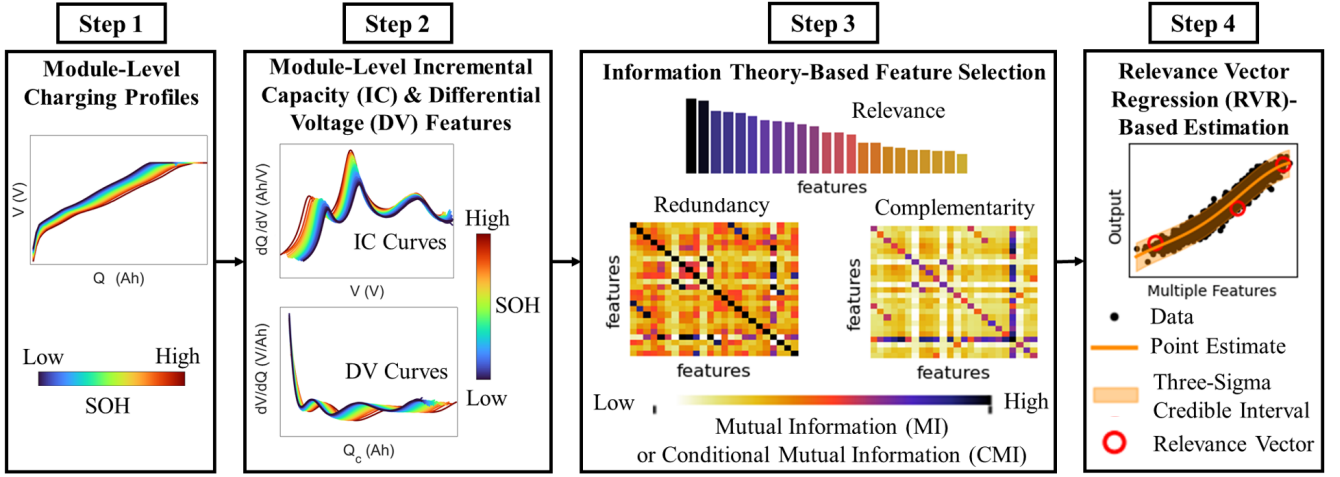 Step 1
Module-Level
Charging Profiles
V (V)
Q (Ah)
Low
High
SOH
Step 2
Module-Level Incremental
Capacity (IC) & Differential
Voltage (DV) Features
dQ/dV (Ah/V)
IC Curves
V (V)
High
SOH
Low
dV/dQ (V/Ah)
DV Curves
Qc (Ah)
Step 3
Information Theory-Based Feature Selection
Relevance
features
Redundancy
features
features
Complementarity
features
features
Low
High
Mutual Information (MI)
or Conditional Mutual Information (CMI)
Step 4
Relevance Vector
Regression (RVR)-
Based Estimation
Output
Multiple Features
Data
Point Estimate
Three-Sigma
Credible Interval
Relevance Vector